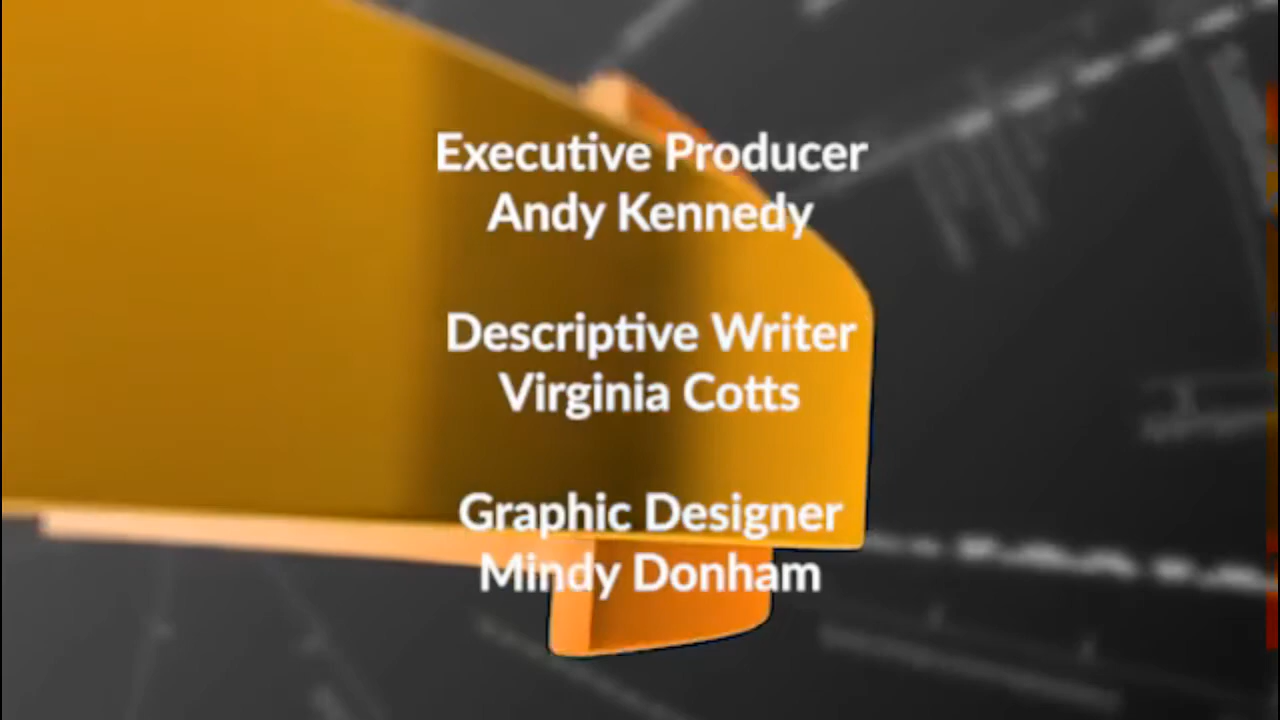 Executive Producer
Andy Kennedy
Descriptive Writer
Virginia Cotts
Graphic Designer
Mindy Donham